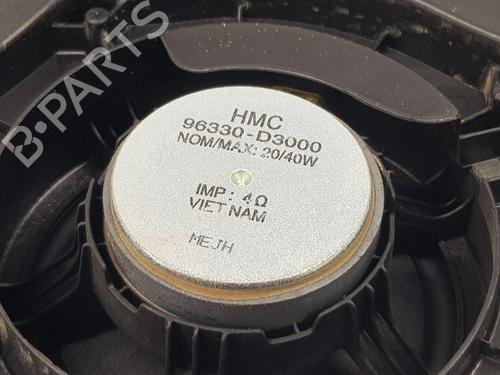 HMC
96330-D3000
NOM/MAX: 20/40W
IMP : 4Ω
VIET NAM
MEJH
B-PARTS